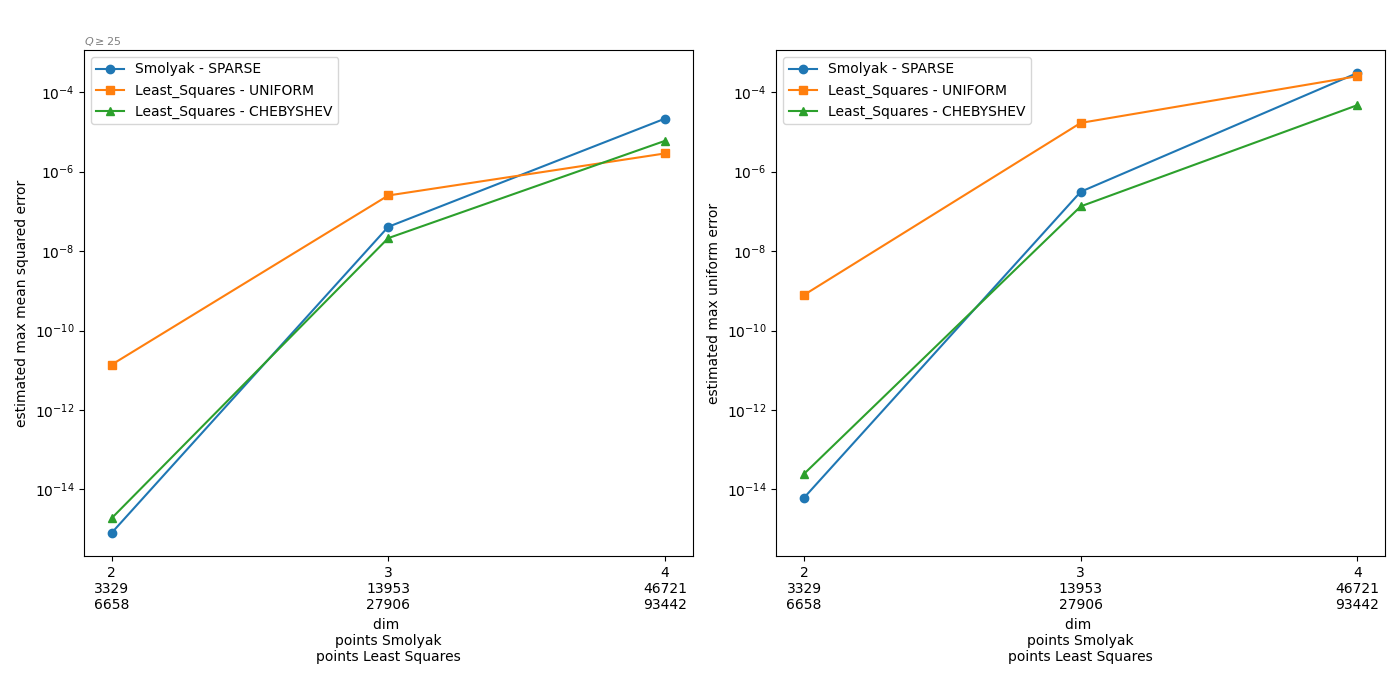 Q ≥ 25
Smolyak - SPARSE
Least_Squares - UNIFORM
Least_Squares - CHEBYSHEV
estimated max mean squared error
10⁻⁴
10⁻⁶
10⁻⁸
10⁻¹⁰
10⁻¹²
10⁻¹⁴
2 3 4
3329 13953 46721
6658 27906 93442
dim
points Smolyak
points Least Squares
Smolyak - SPARSE
Least_Squares - UNIFORM
Least_Squares - CHEBYSHEV
estimated max uniform error
10⁻⁴
10⁻⁶
10⁻⁸
10⁻¹⁰
10⁻¹²
10⁻¹⁴
2 3 4
3329 13953 46721
6658 27906 93442
dim
points Smolyak
points Least Squares